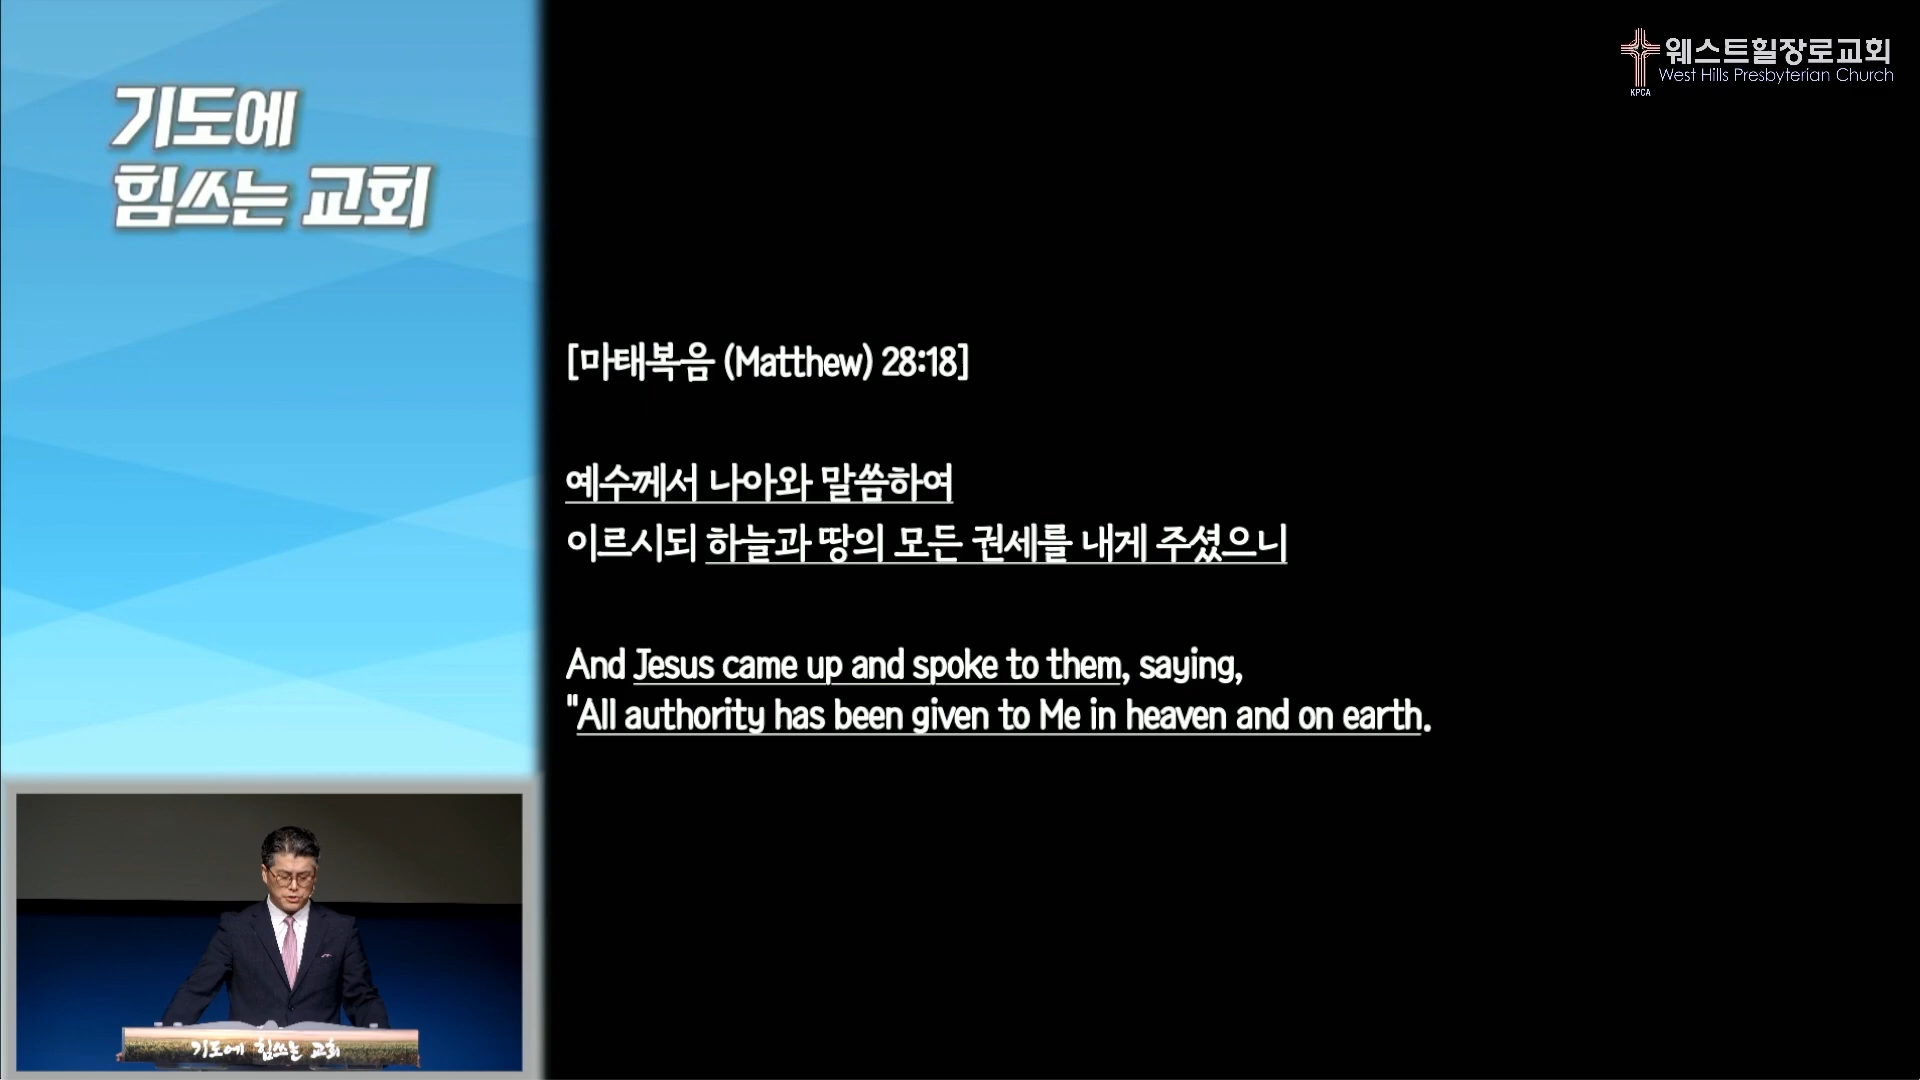 기도에
힘쓰는 교회
웨스트힐장로교회
West Hills Presbyterian Church
KPCA
[마태복음 (Matthew) 28:18]
예수께서 나아와 말씀하여
이르시되 하늘과 땅의 모든 권세를 내게 주셨으니
And Jesus came up and spoke to them, saying,
"All authority has been given to Me in heaven and on earth.
기도에 힘쓰는 교회